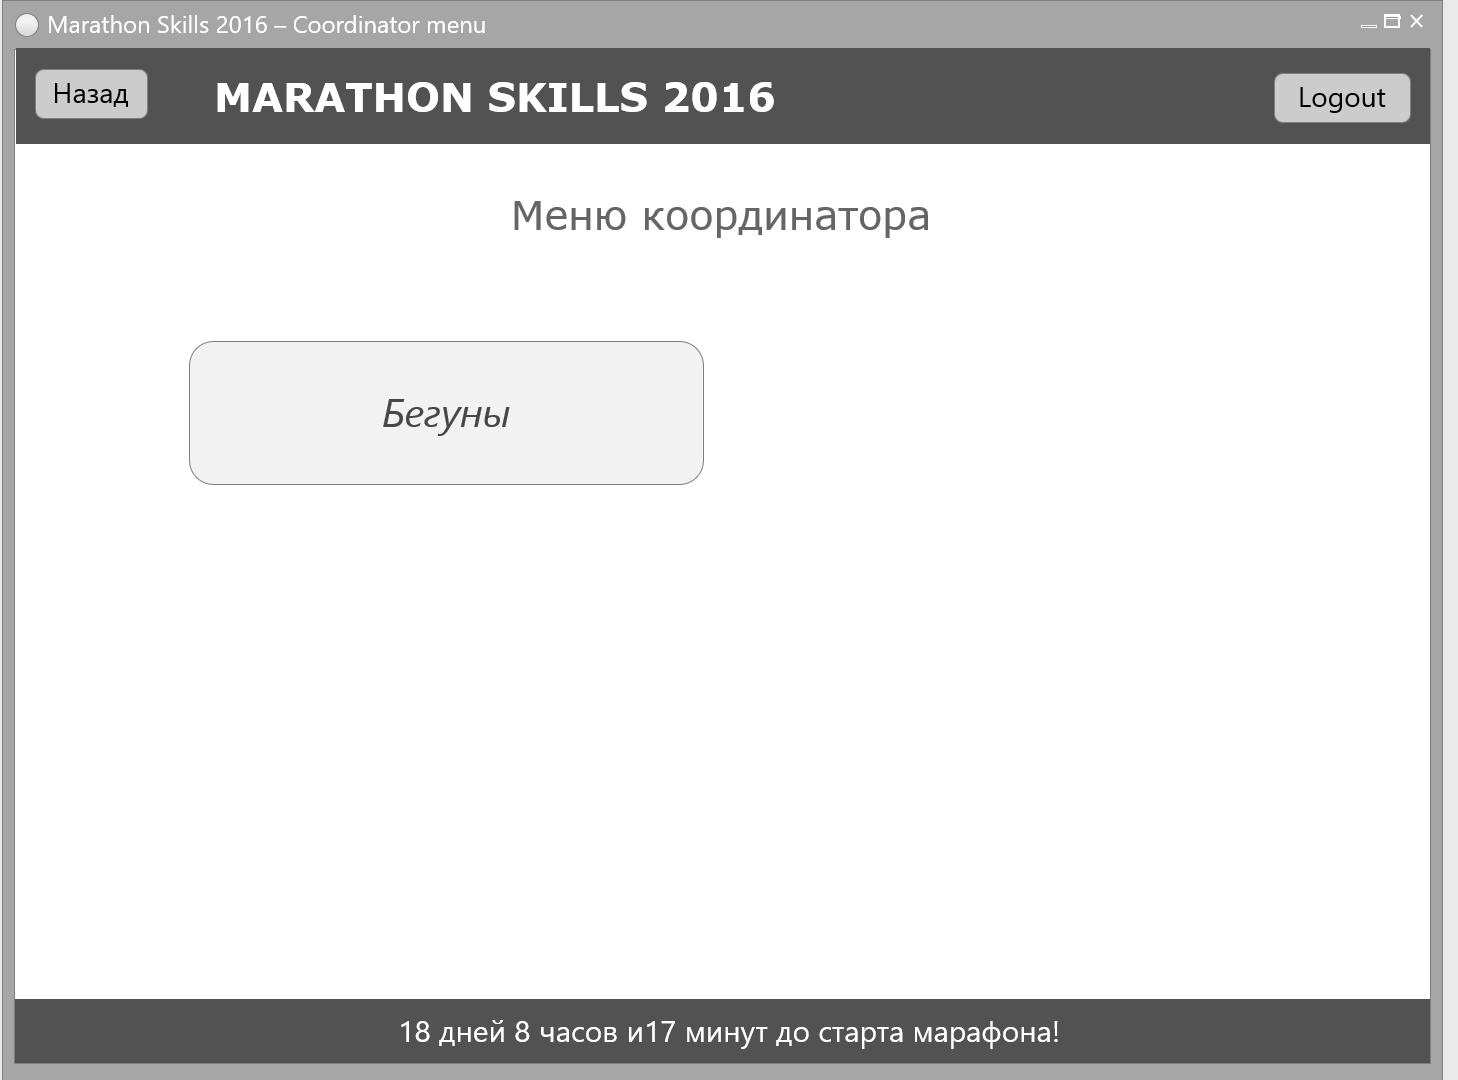 Marathon Skills 2016 – Coordinator menu
Назад
MARATHON SKILLS 2016
Logout
Меню координатора
Бегуны
18 дней 8 часов и17 минут до старта марафона!